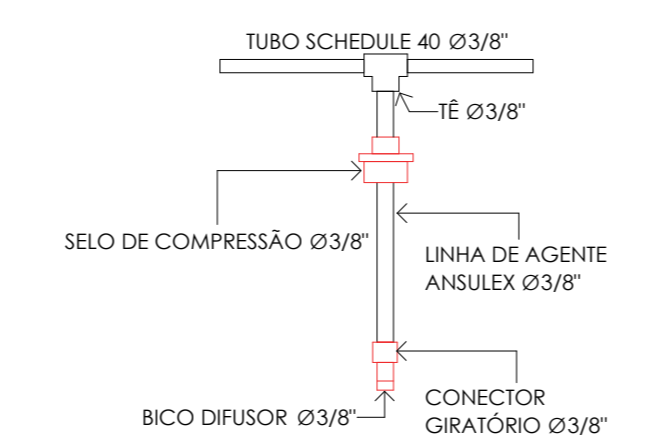 TUBO SCHEDULE 40 Ø3/8"
TÊ Ø3/8"
SELO DE COMPRESSÃO Ø3/8"
LINHA DE AGENTE
ANSULEX Ø3/8"
CONECTOR
GIRATÓRIO Ø3/8"
BICO DIFUSOR Ø3/8"